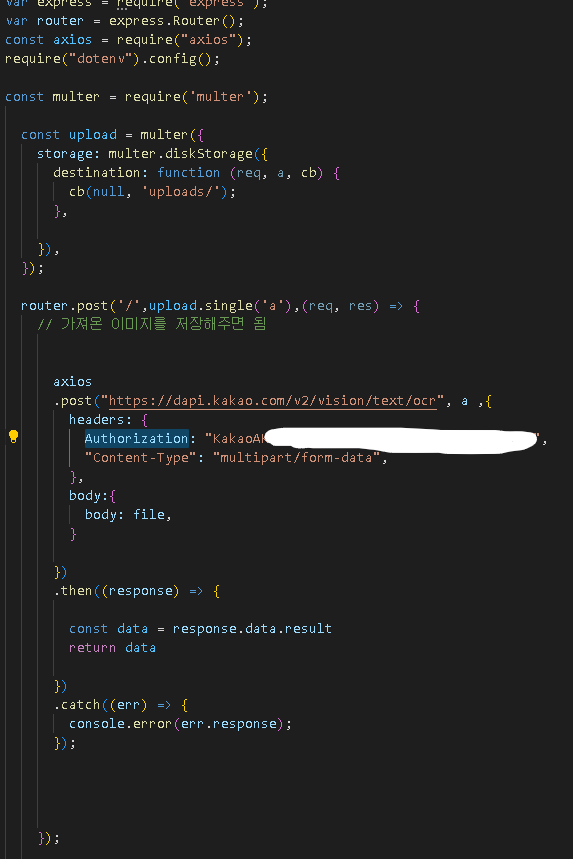 var express = require('express');
var router = express.Router();
const axios = require("axios");
require("dotenv").config();
const multer = require('multer');
const upload = multer({
storage: multer.diskStorage({
destination: function (req, a, cb) {
cb(null, 'uploads/');
},
}),
});
router.post('/',upload.single('a'),(req, res) => {
// 가져온 이미지를 저장해주면 됨
axios
.post("https://dapi.kakao.com/v2/vision/text/ocr", a ,{
headers: {
Authorization: "KakaoAK ",
"Content-Type": "multipart/form-data",
},
body:{
body: file,
}
})
.then((response) => {
const data = response.data.result
return data
})
.catch((err) => {
console.error(err.response);
});
});